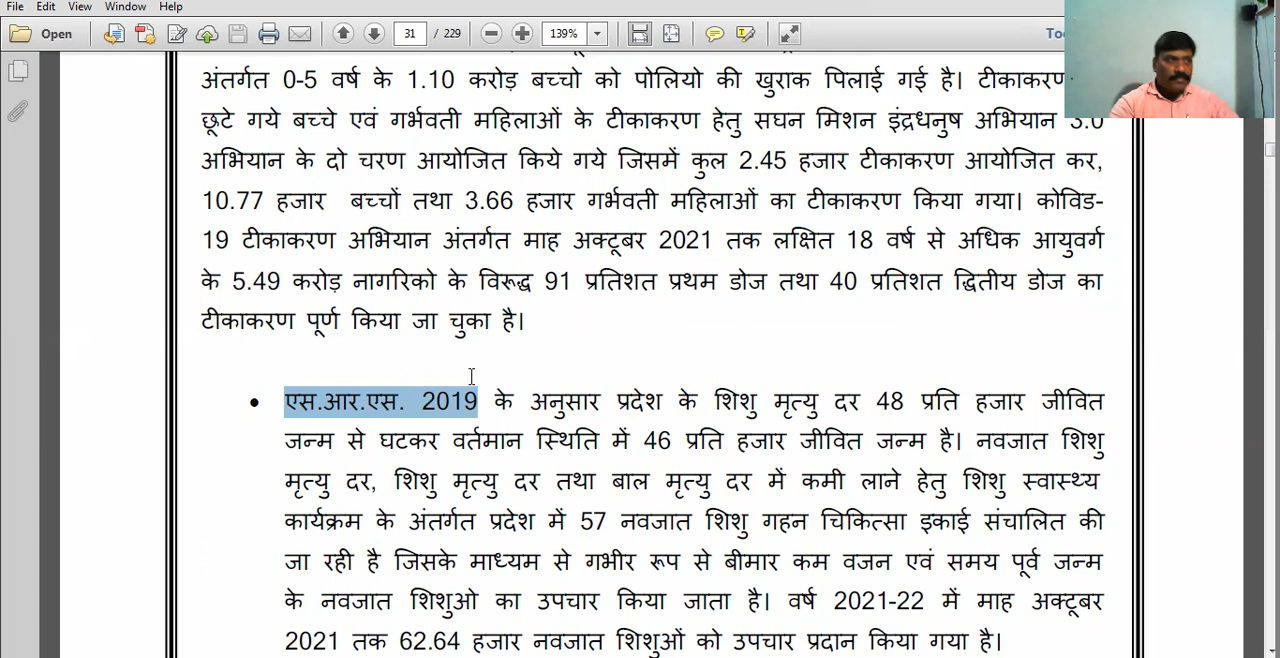 File Edit View Window Help
Open 31 / 229 139%
अंतर्गत 0-5 वर्ष के 1.10 करोड़ बच्चो को पोलियो की खुराक पिलाई गई है। टीकाकरण
छूटे गये बच्चे एवं गर्भवती महिलाओं के टीकाकरण हेतु सघन मिशन इंद्रधनुष अभियान 3.0
अभियान के दो चरण आयोजित किये गये जिसमें कुल 2.45 हजार टीकाकरण आयोजित कर,
10.77 हजार बच्चों तथा 3.66 हजार गर्भवती महिलाओं का टीकाकरण किया गया। कोविड-
19 टीकाकरण अभियान अंतर्गत माह अक्टूबर 2021 तक लक्षित 18 वर्ष से अधिक आयुवर्ग
के 5.49 करोड़ नागरिको के विरूद्ध 91 प्रतिशत प्रथम डोज तथा 40 प्रतिशत द्वितीय डोज का
टीकाकरण पूर्ण किया जा चुका है।
• एस.आर.एस. 2019 के अनुसार प्रदेश के शिशु मृत्यु दर 48 प्रति हजार जीवित
जन्म से घटकर वर्तमान स्थिति में 46 प्रति हजार जीवित जन्म है। नवजात शिशु
मृत्यु दर, शिशु मृत्यु दर तथा बाल मृत्यु दर में कमी लाने हेतु शिशु स्वास्थ्य
कार्यक्रम के अंतर्गत प्रदेश में 57 नवजात शिशु गहन चिकित्सा इकाई संचालित की
जा रही है जिसके माध्यम से गभीर रूप से बीमार कम वजन एवं समय पूर्व जन्म
के नवजात शिशुओ का उपचार किया जाता है। वर्ष 2021-22 में माह अक्टूबर
2021 तक 62.64 हजार नवजात शिशुओं को उपचार प्रदान किया गया है।